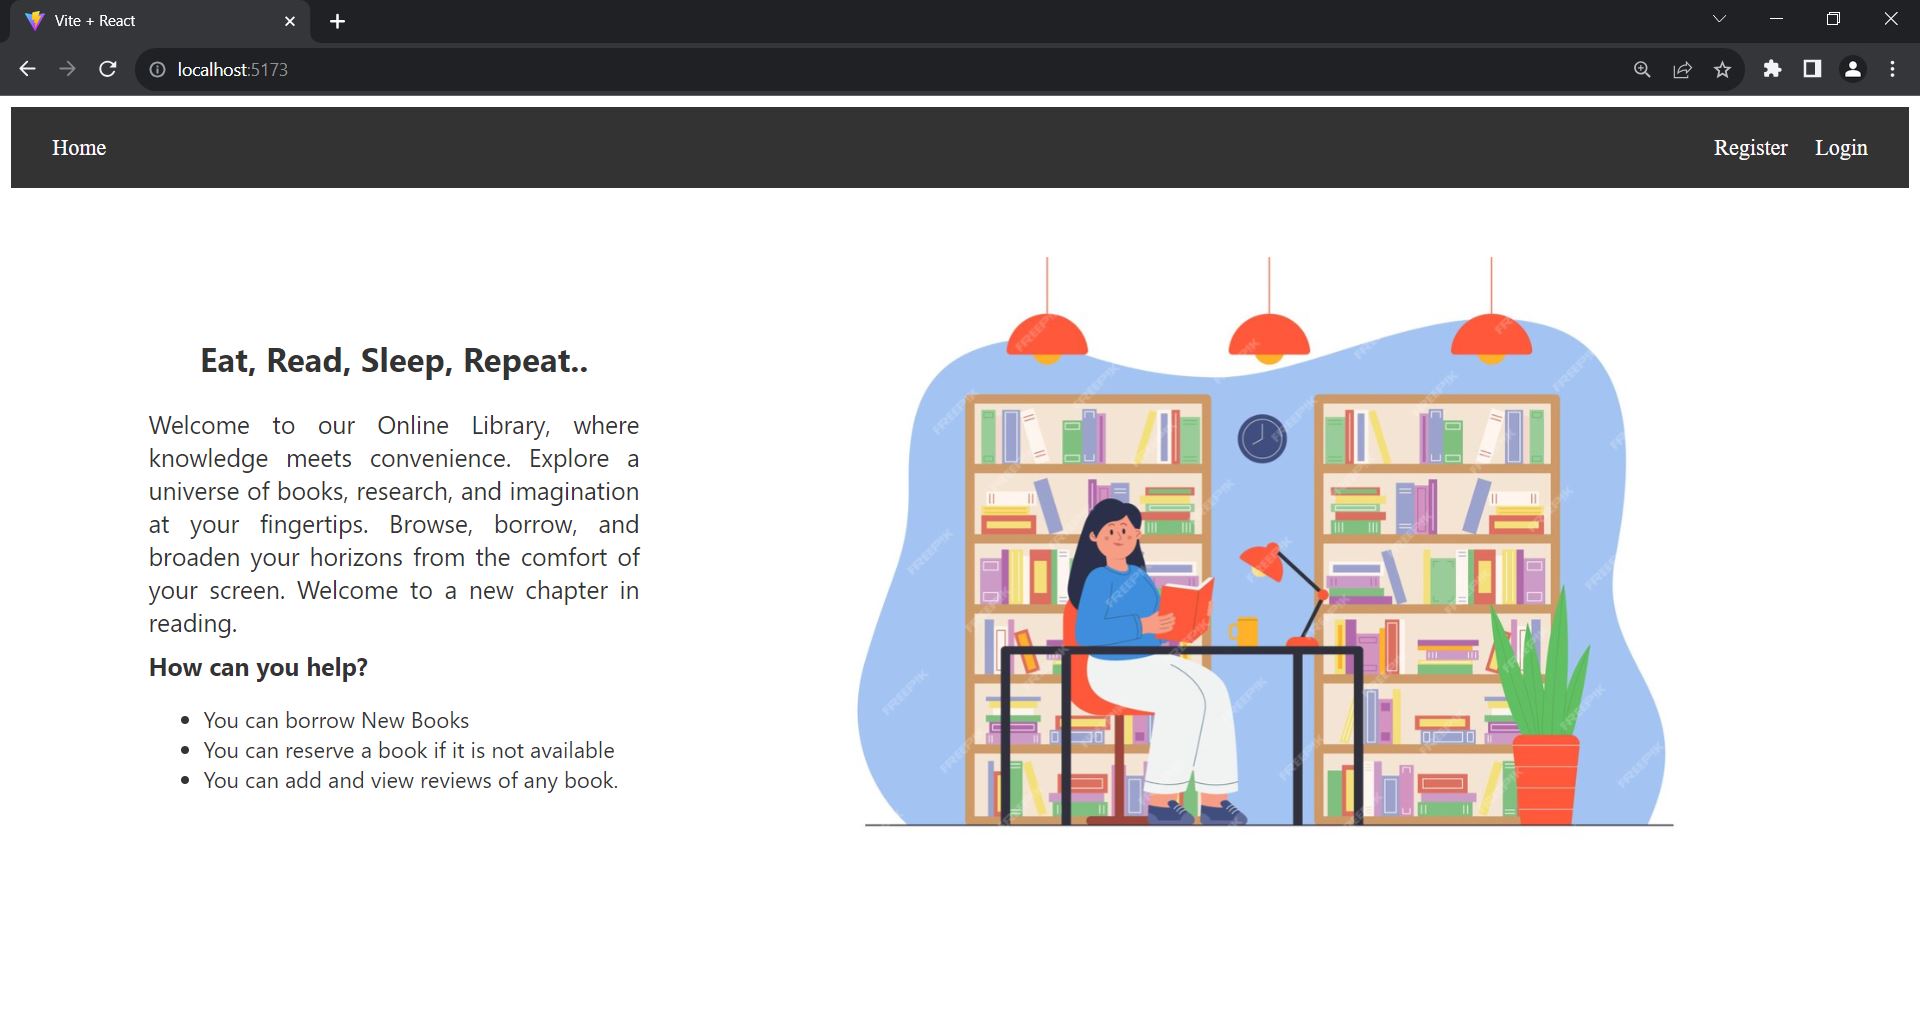 Vite + React
localhost:5173
Home
Register Login
Eat, Read, Sleep, Repeat..
Welcome to our Online Library, where
knowledge meets convenience. Explore a
universe of books, research, and imagination
at your fingertips. Browse, borrow, and
broaden your horizons from the comfort of
your screen. Welcome to a new chapter in
reading.
How can you help?
You can borrow New Books
You can reserve a book if it is not available
You can add and view reviews of any book.
FREEPIK